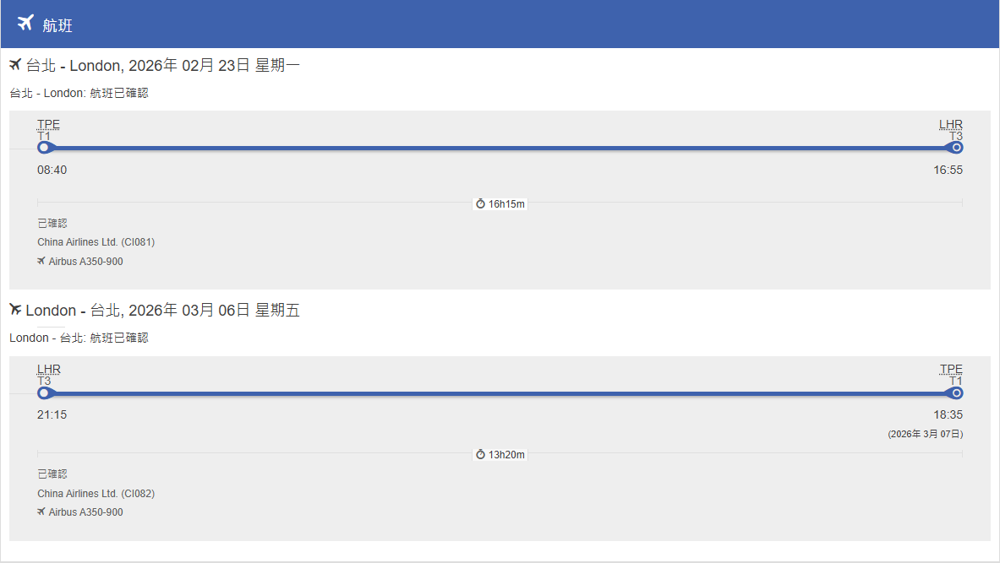 航班
台北 - London, 2026年 02月 23日 星期一
台北 - London: 航班已確認
TPE LHR
T1 T3
08:40 16:55
16h15m
已確認
China Airlines Ltd. (CI081)
Airbus A350-900
London - 台北, 2026年 03月 06日 星期五
London - 台北: 航班已確認
LHR TPE
T3 T1
21:15 18:35
(2026年 3月 07日)
13h20m
已確認
China Airlines Ltd. (CI082)
Airbus A350-900